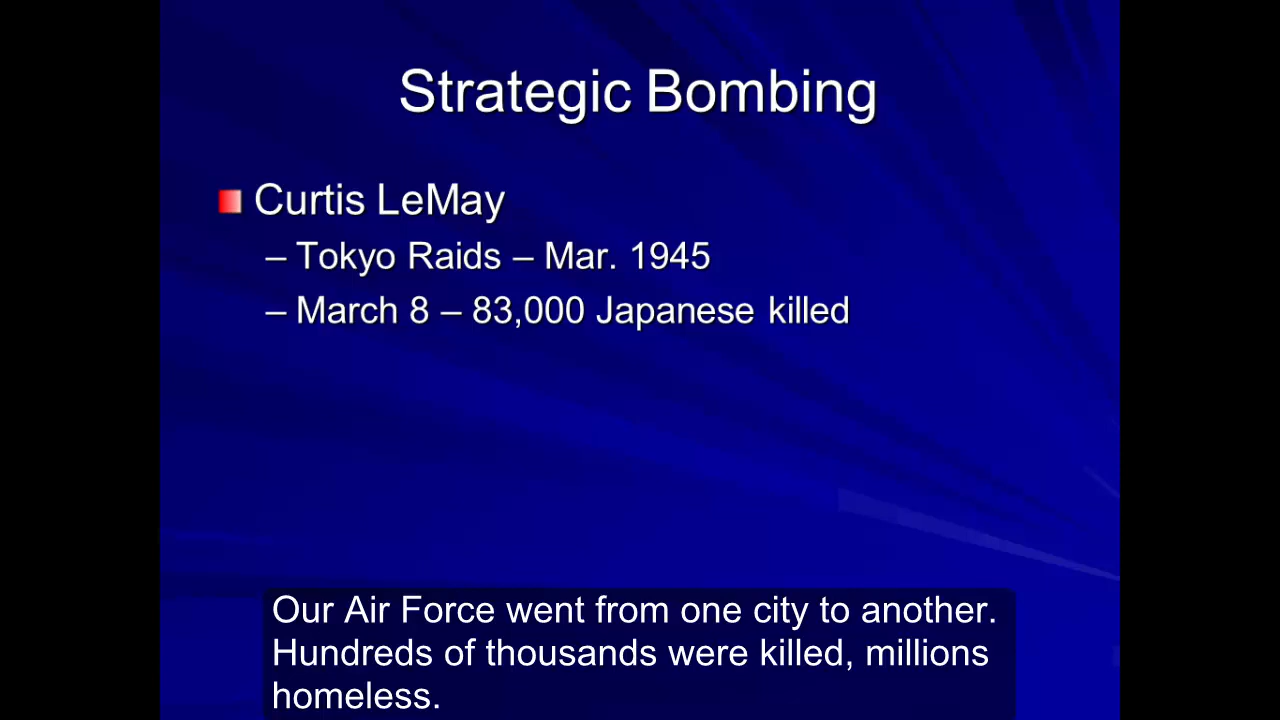 Strategic Bombing
Curtis LeMay
– Tokyo Raids – Mar. 1945
– March 8 – 83,000 Japanese killed
Our Air Force went from one city to another.
Hundreds of thousands were killed, millions
homeless.